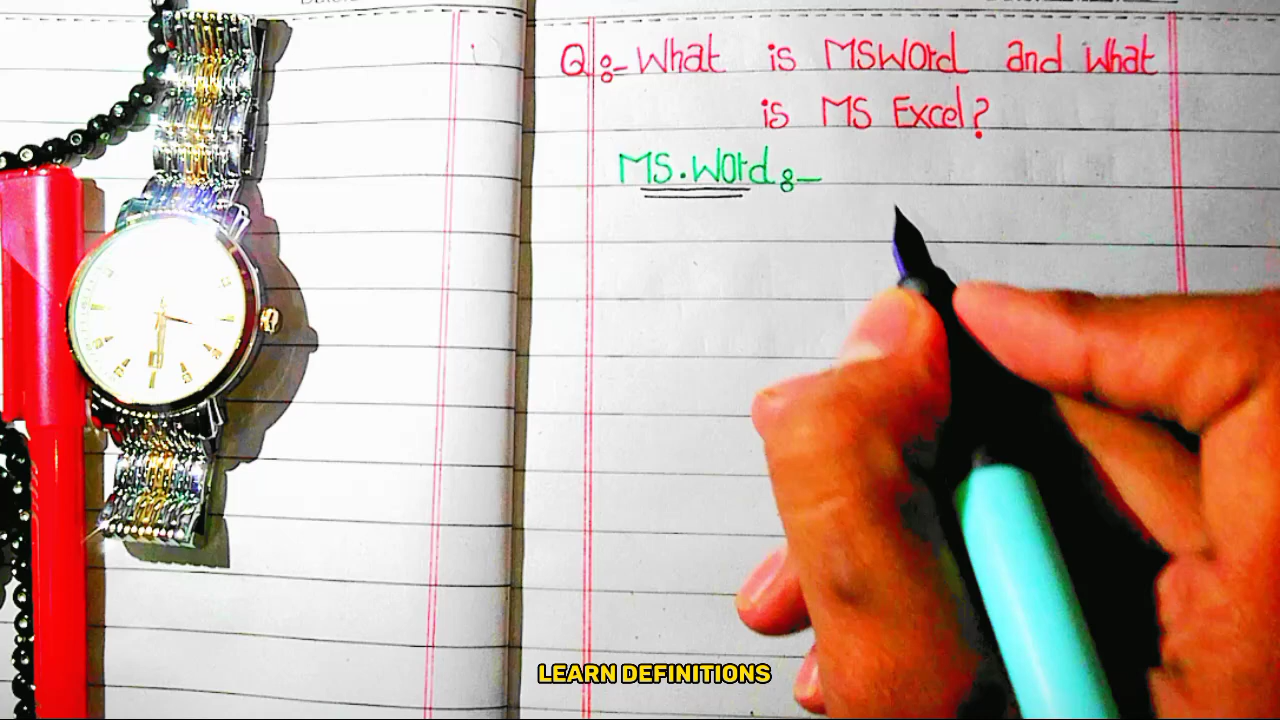 Q:- What is MSWord and what
is MS Excel?
MS.Word:-
LEARN DEFINITIONS